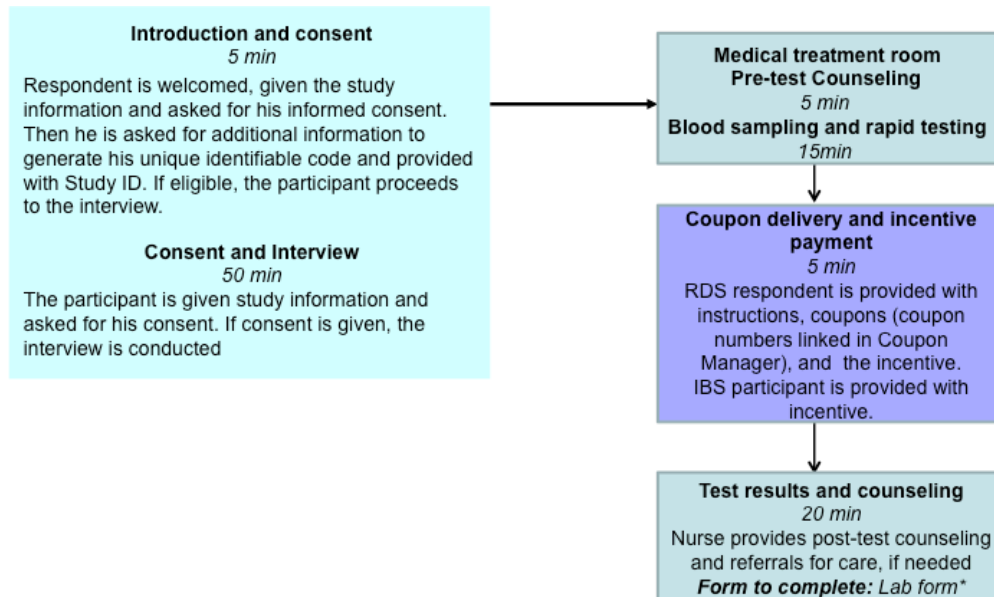 Introduction and consent
5 min
Respondent is welcomed, given the study
information and asked for his informed consent.
Then he is asked for additional information to
generate his unique identifiable code and provided
with Study ID. If eligible, the participant proceeds
to the interview.
Consent and Interview
50 min
The participant is given study information and
asked for his consent. If consent is given, the
interview is conducted
Medical treatment room
Pre-test Counseling
5 min
Blood sampling and rapid testing
15min
Coupon delivery and incentive
payment
5 min
RDS respondent is provided with
instructions, coupons (coupon
numbers linked in Coupon
Manager), and the incentive.
IBS participant is provided with
incentive.
Test results and counseling
20 min
Nurse provides post-test counseling
and referrals for care, if needed
Form to complete: Lab form*